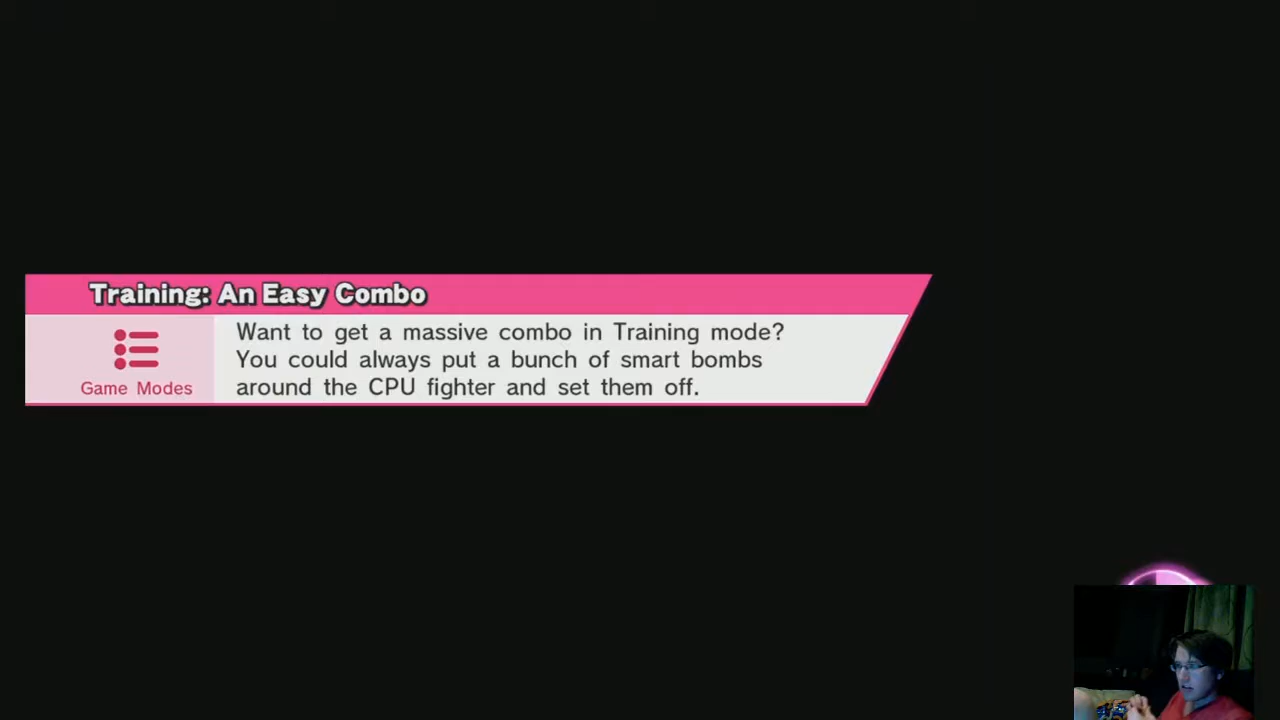 Training: An Easy Combo
Want to get a massive combo in Training mode?
You could always put a bunch of smart bombs
around the CPU fighter and set them off.
Game Modes